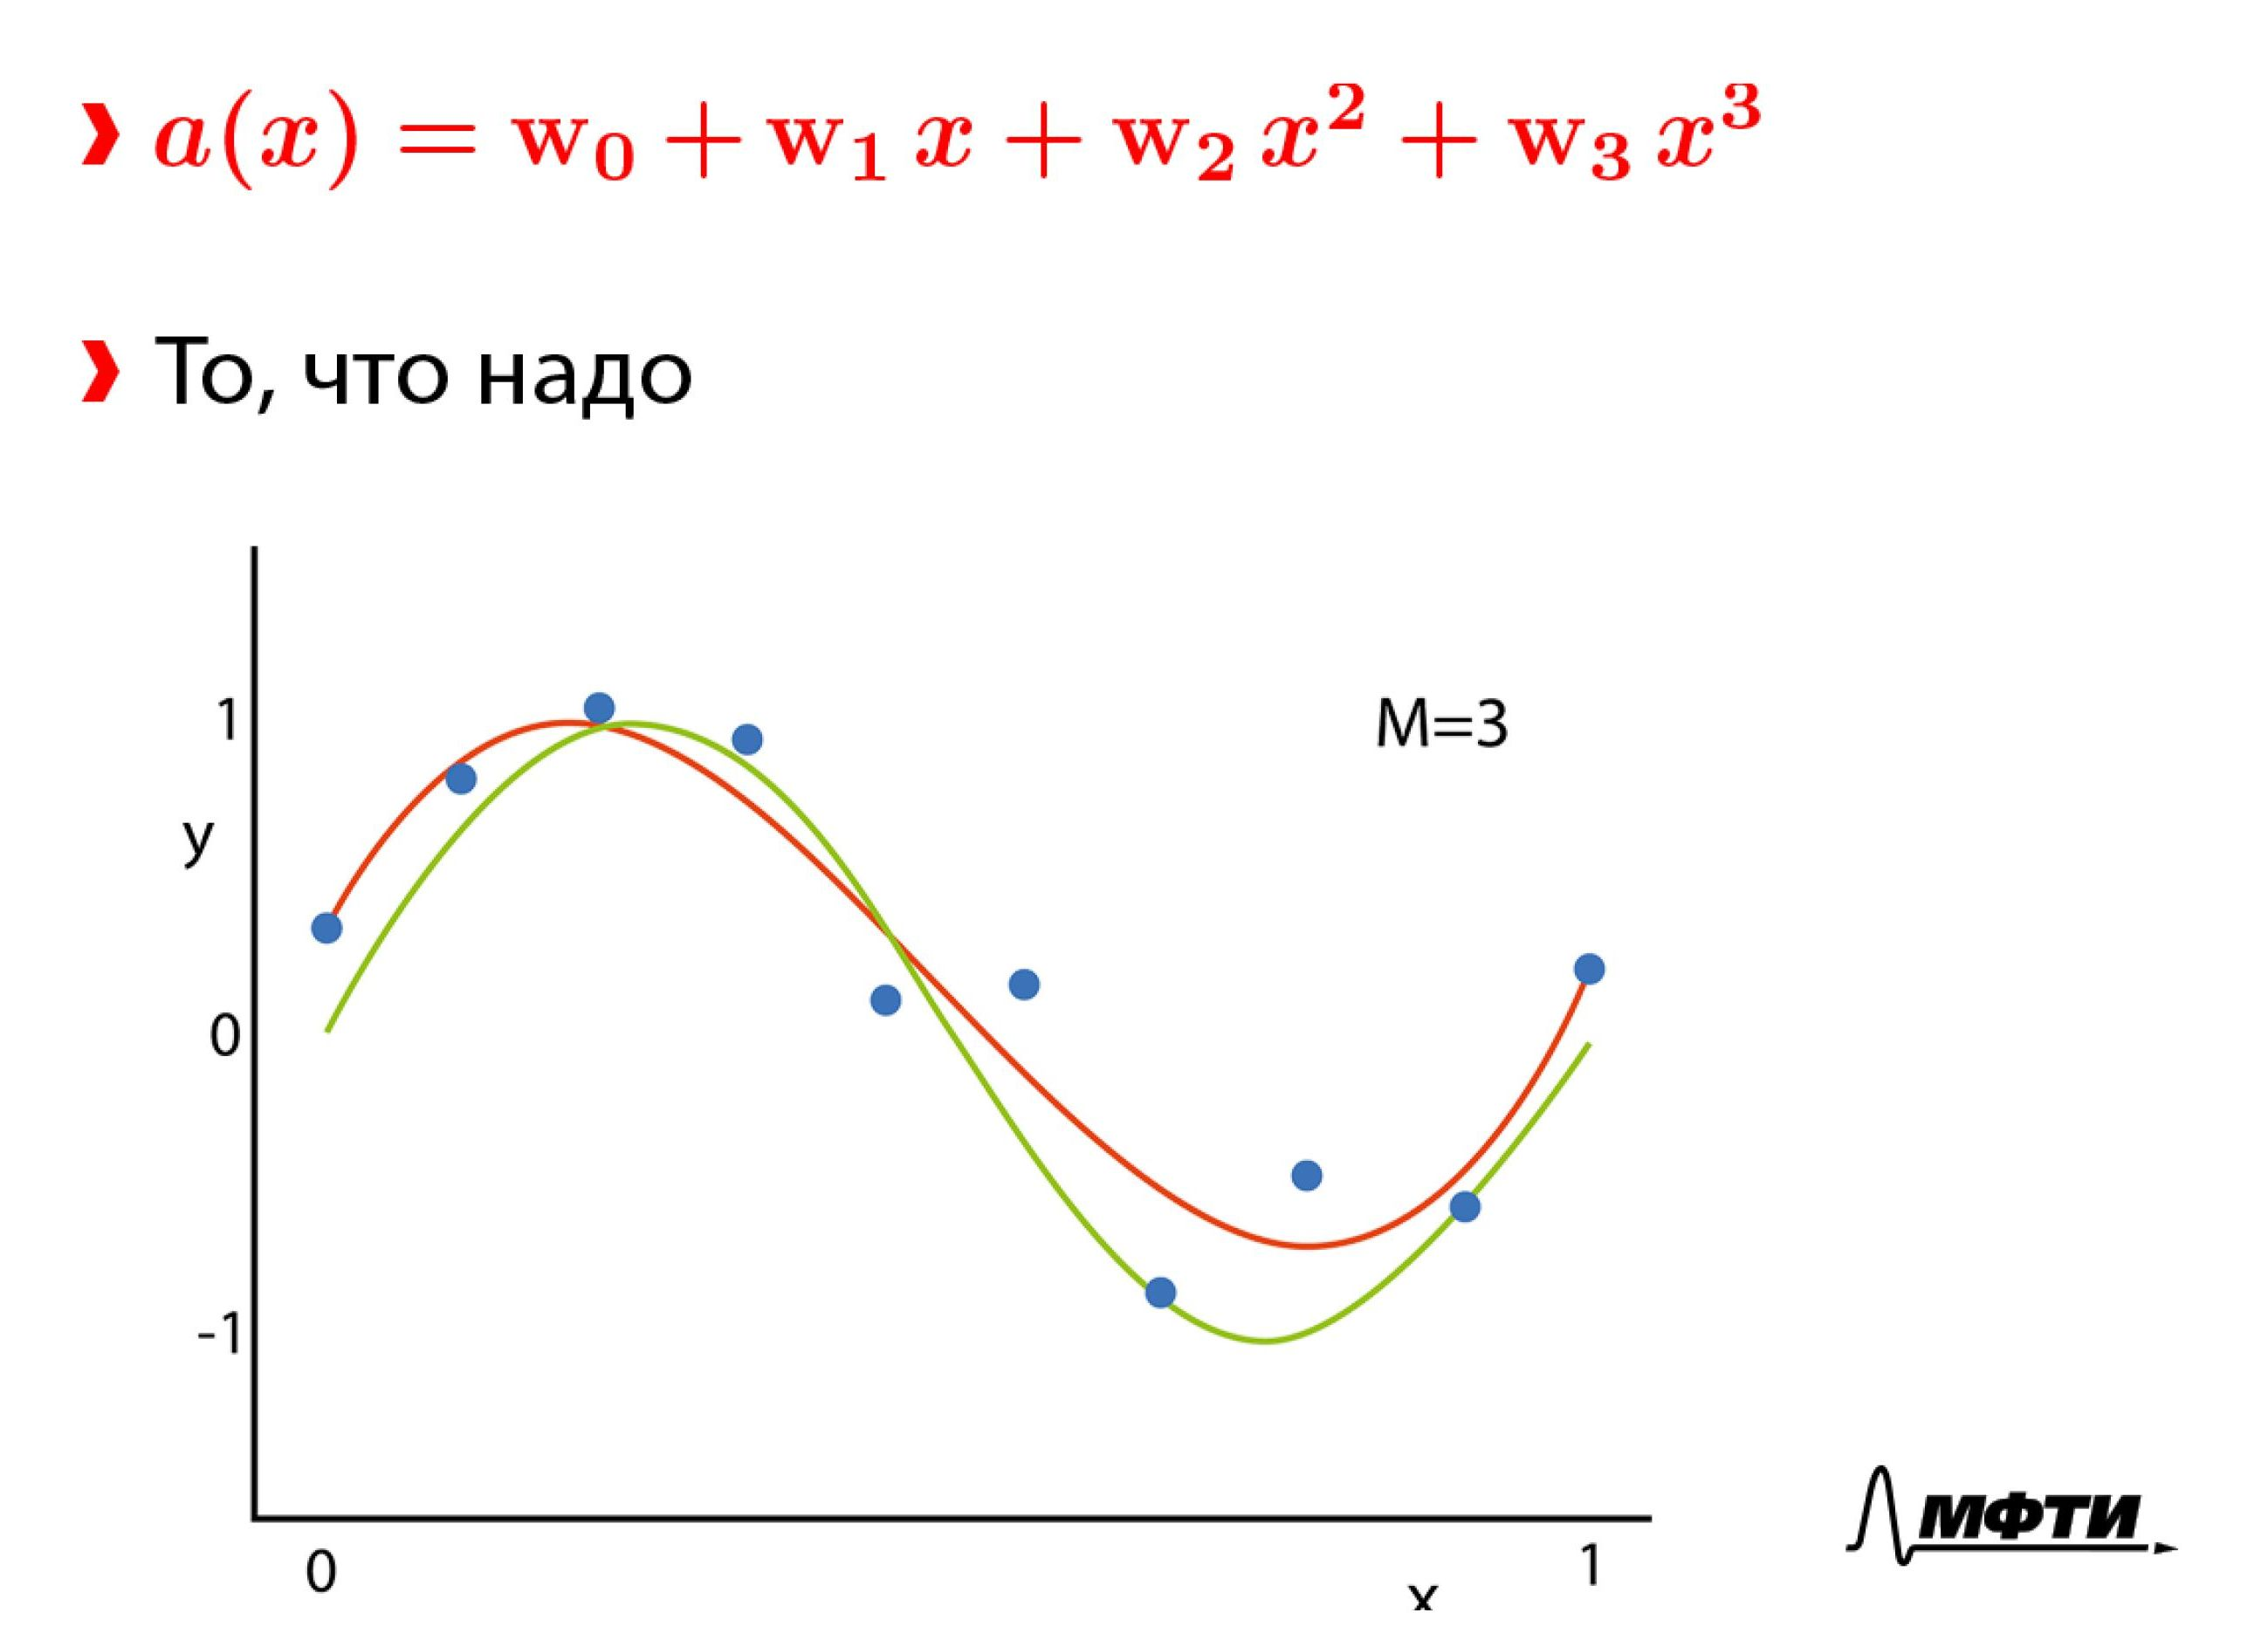 a(x) = w₀ + w₁ x + w₂ x² + w₃ x³
То, что надо
1
M=3
y
0
-1
0
1
x
МФТИ